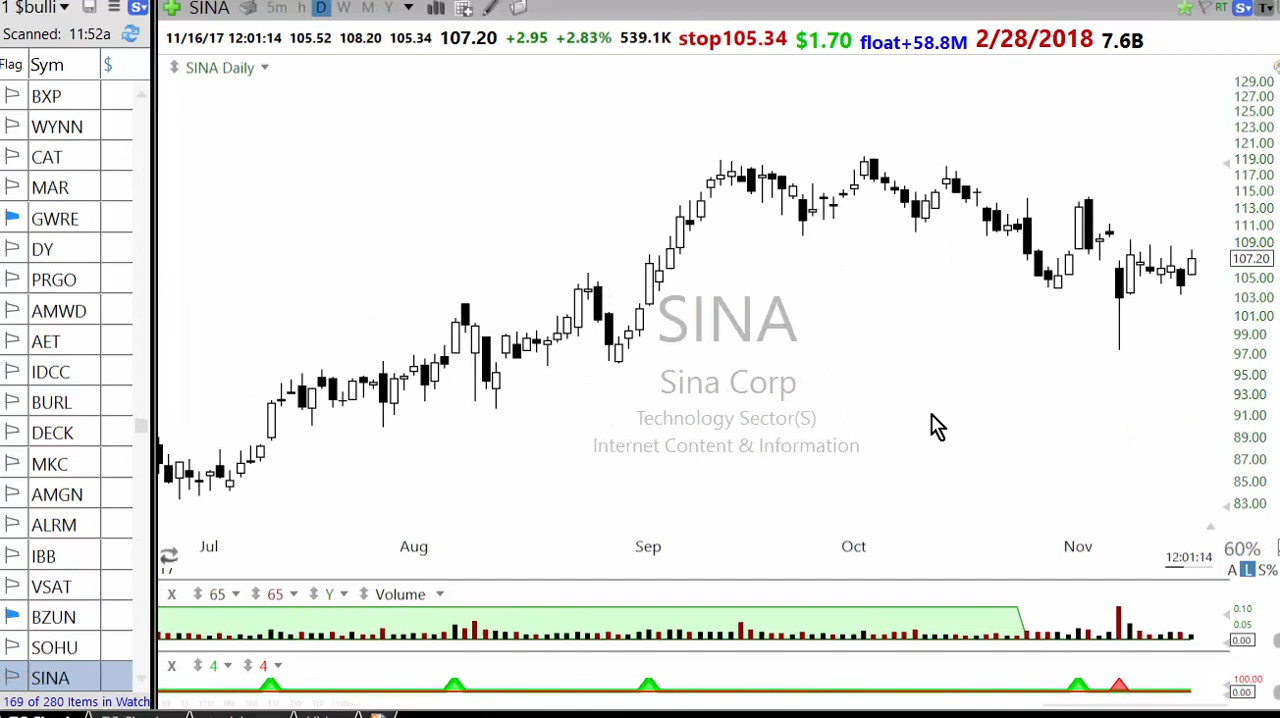 1 $bulli
SINA 5m h D W M Y RT S T
Scanned: 11:52a
11/16/17 12:01:14 105.52 108.20 105.34 107.20 +2.95 +2.83% 539.1K stop105.34 $1.70 float+58.8M 2/28/2018 7.6B
Flag Sym $
SINA Daily
BXP
WYNN
CAT
MAR
GWRE
DY
PRGO
AMWD
AET
IDCC
BURL
DECK
MKC
AMGN
ALRM
IBB
VSAT
BZUN
SOHU
SINA
169 of 280 Items in Watch
129.00
127.00
125.00
123.00
121.00
119.00
117.00
115.00
113.00
111.00
109.00
107.20
105.00
103.00
101.00
99.00
97.00
95.00
93.00
91.00
89.00
87.00
85.00
83.00
SINA
Sina Corp
Technology Sector(S)
Internet Content & Information
Jul Aug Sep Oct Nov 12:01:14 60%
17
A L S%
X 65 65 Y Volume
0.10
0.05
0.00
X 4 4
100.00
0.00